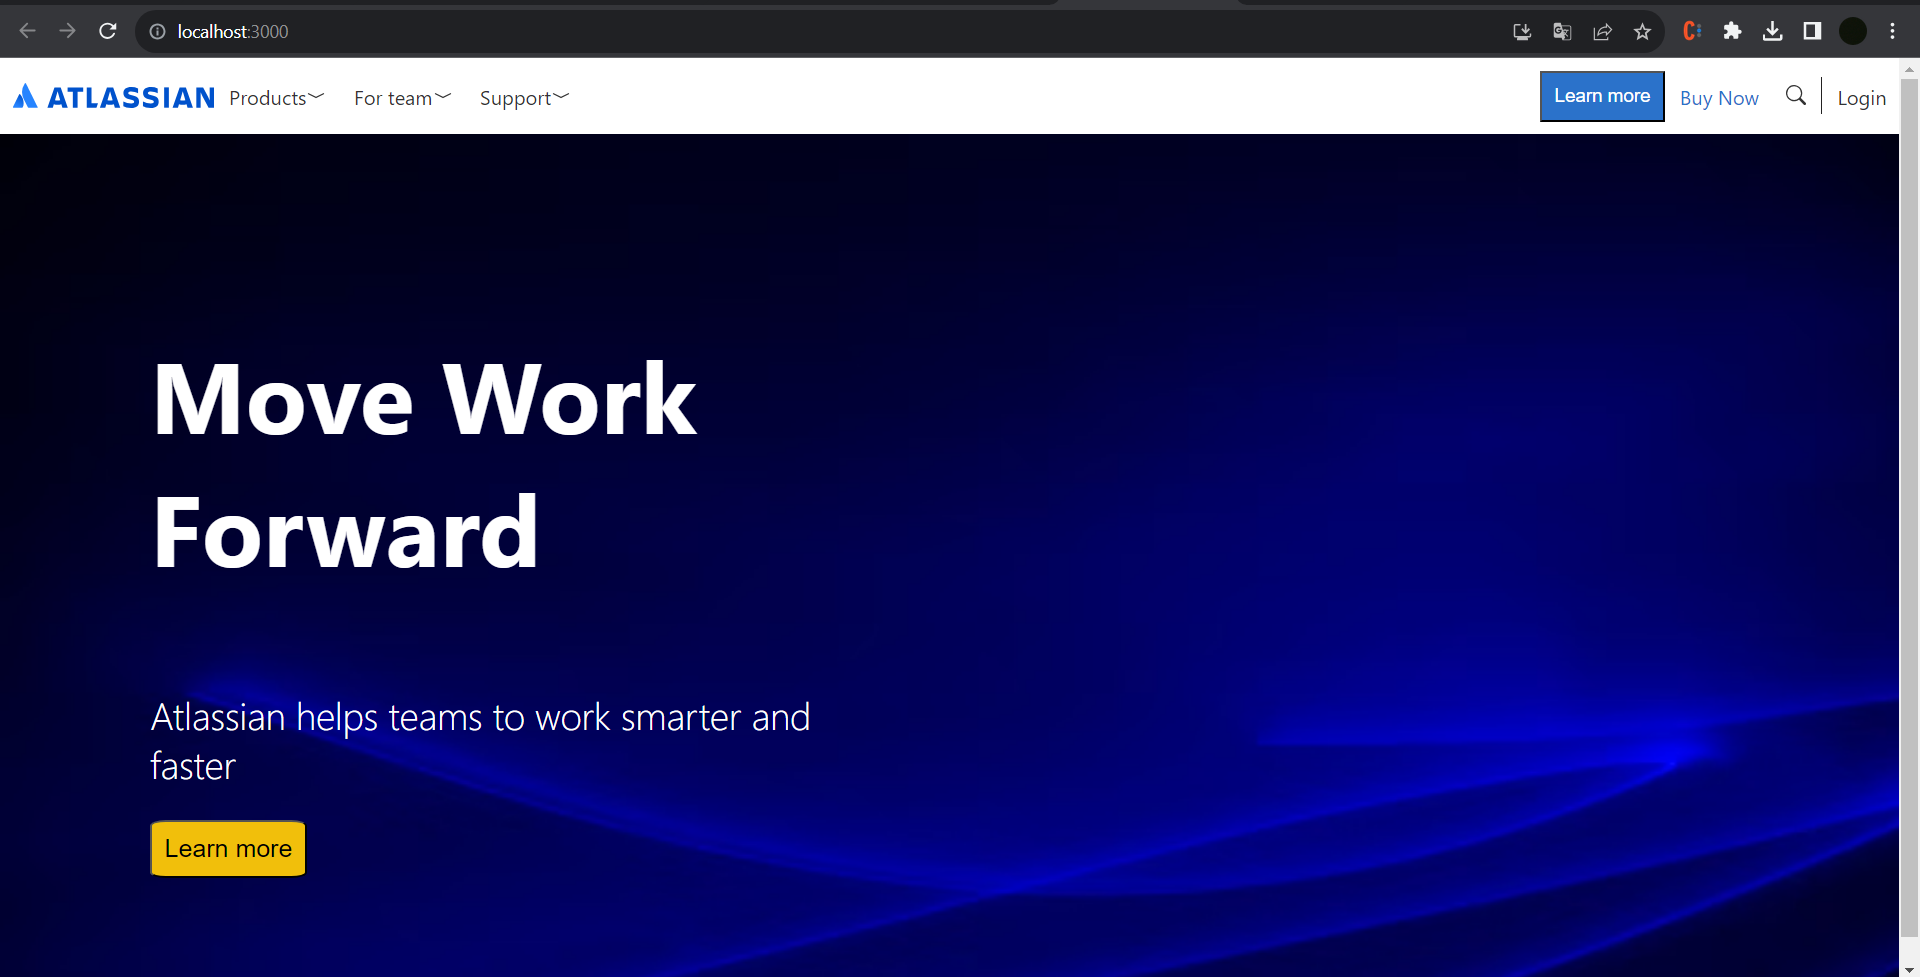 localhost:3000
ATLASSIAN Products For team Support Learn more Buy Now Login
Move Work
Forward
Atlassian helps teams to work smarter and
faster
Learn more